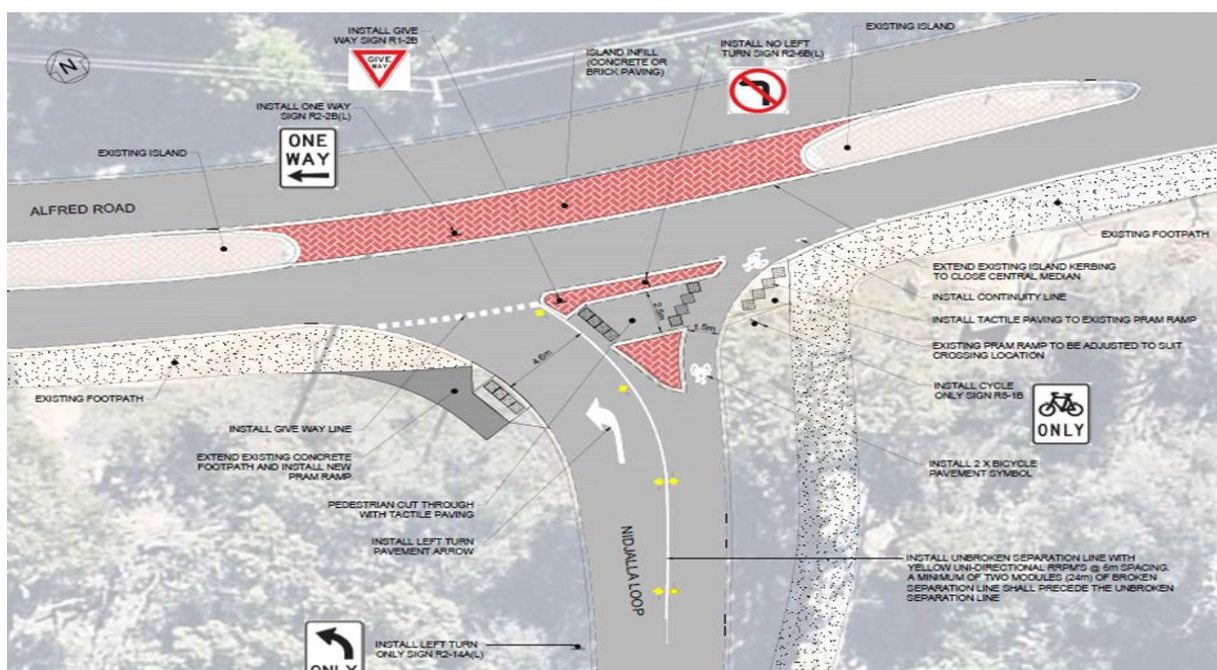 N
INSTALL GIVE
WAY SIGN R1-2B
GIVE
WAY
INSTALL ONE WAY
SIGN R2-2B(L)
ONE
WAY
EXISTING ISLAND
ALFRED ROAD
ISLAND INFILL
(CONCRETE OR
BRICK PAVING)
INSTALL NO LEFT
TURN SIGN R2-6B(L)
EXISTING ISLAND
EXISTING FOOTPATH
EXTEND EXISTING ISLAND KERBING
TO CLOSE CENTRAL MEDIAN
INSTALL CONTINUITY LINE
INSTALL TACTILE PAVING TO EXISTING PRAM RAMP
EXISTING PRAM RAMP TO BE ADJUSTED TO SUIT
CROSSING LOCATION
INSTALL CYCLE
ONLY SIGN R8-1B
ONLY
INSTALL 2 X BICYCLE
PAVEMENT SYMBOL
2.5m
1.5m
4.6m
EXISTING FOOTPATH
INSTALL GIVE WAY LINE
EXTEND EXISTING CONCRETE
FOOTPATH AND INSTALL NEW
PRAM RAMP
PEDESTRIAN CUT THROUGH
WITH TACTILE PAVING
INSTALL LEFT TURN
PAVEMENT ARROW
NIDJALLA LOOP
INSTALL UNBROKEN SEPARATION LINE WITH
YELLOW UNI-DIRECTIONAL RRPM'S @ 6m SPACING.
A MINIMUM OF TWO MODULES (24m) OF BROKEN
SEPARATION LINE SHALL PRECEDE THE UNBROKEN
SEPARATION LINE
INSTALL LEFT TURN
ONLY SIGN R2-14A(L)
ONLY